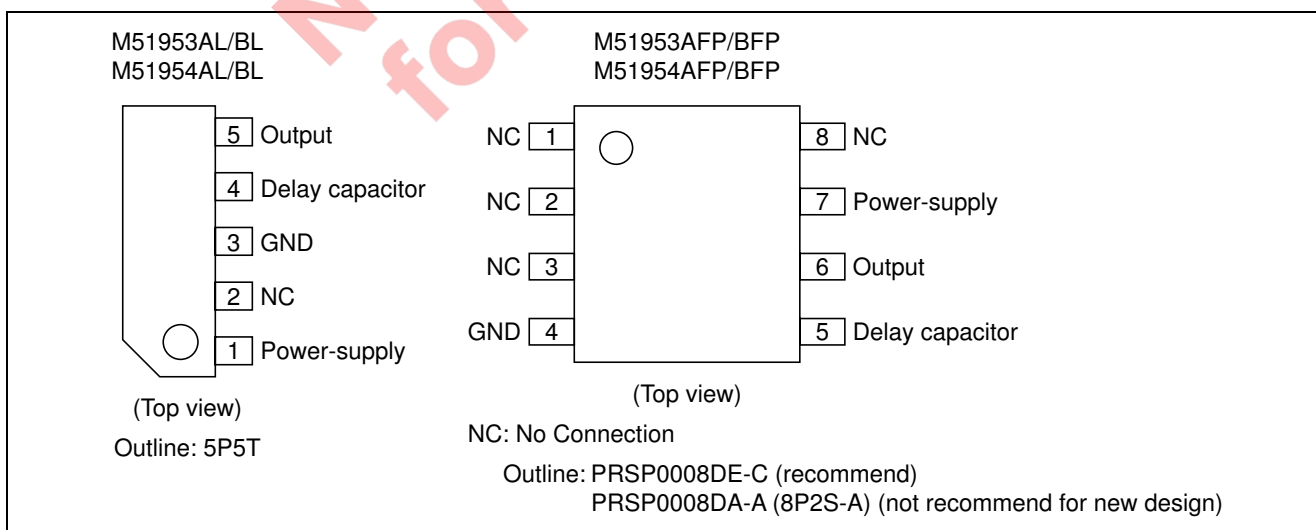 M51953AL/BL
M51954AL/BL
5 Output
4 Delay capacitor
3 GND
2 NC
1 Power-supply
(Top view)
Outline: 5P5T
M51953AFP/BFP
M51954AFP/BFP
NC 1
NC 2
NC 3
GND 4
8 NC
7 Power-supply
6 Output
5 Delay capacitor
(Top view)
NC: No Connection
Outline: PRSP0008DE-C (recommend)
PRSP0008DA-A (8P2S-A) (not recommend for new design)
for